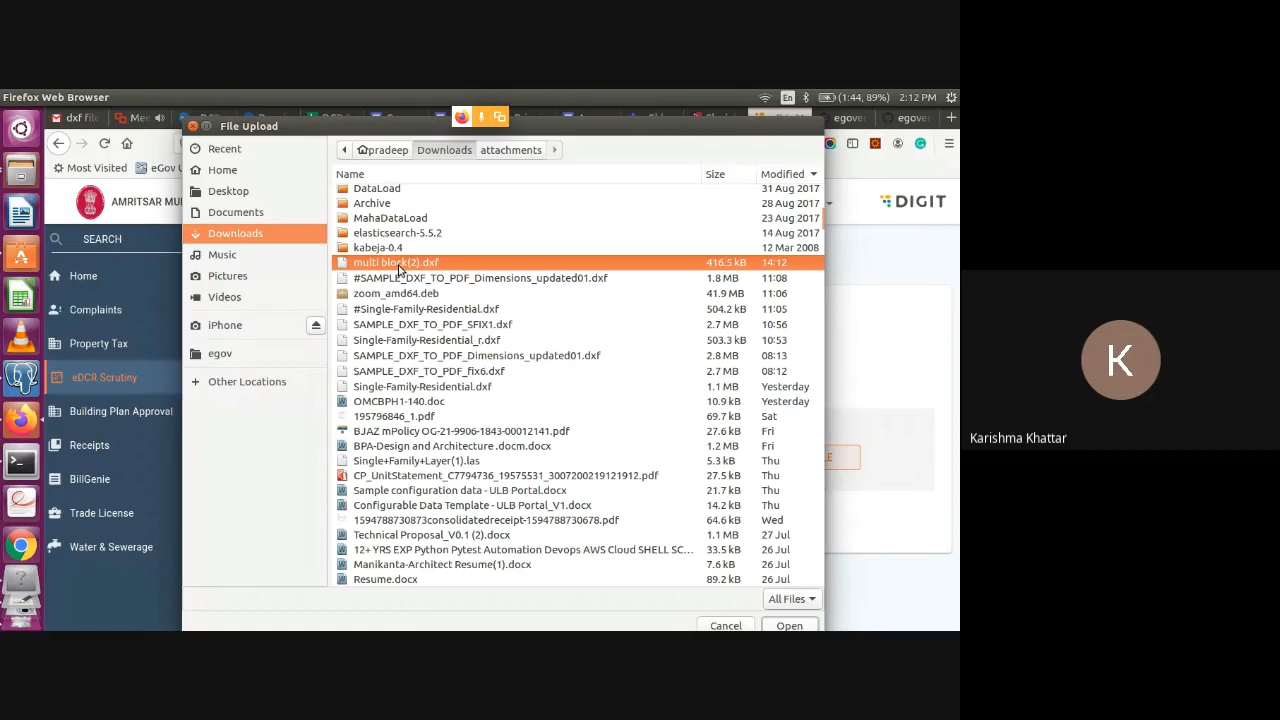 Firefox Web Browser
En
(1:44, 89%)
2:12 PM
dxf fil
Mee
egover
egover
File Upload
Most Visited
eGov U
AMRITSAR MU
DIGIT
SEARCH
Home
Complaints
Property Tax
eDCR Scrutiny
Building Plan Approval
Receipts
BillGenie
Trade License
Water & Sewerage
Recent
Home
Desktop
Documents
Downloads
Music
Pictures
Videos
iPhone
egov
Other Locations
pradeep Downloads attachments
Name Size Modified
DataLoad 31 Aug 2017
Archive 28 Aug 2017
MahaDataLoad 23 Aug 2017
elasticsearch-5.5.2 14 Aug 2017
kabeja-0.4 12 Mar 2008
multi block(2).dxf 416.5 kB 14:12
#SAMPLE_DXF_TO_PDF_Dimensions_updated01.dxf 1.8 MB 11:08
zoom_amd64.deb 41.9 MB 11:06
#Single-Family-Residential.dxf 504.2 kB 11:05
SAMPLE_DXF_TO_PDF_SFIX1.dxf 2.7 MB 10:56
Single-Family-Residential_r.dxf 503.3 kB 10:53
SAMPLE_DXF_TO_PDF_Dimensions_updated01.dxf 2.8 MB 08:13
SAMPLE_DXF_TO_PDF_fix6.dxf 2.7 MB 08:12
Single-Family-Residential.dxf 1.1 MB Yesterday
OMCBPH1-140.doc 10.9 kB Yesterday
195796846_1.pdf 69.7 kB Sat
BJAZ mPolicy OG-21-9906-1843-00012141.pdf 27.6 kB Fri
BPA-Design and Architecture .docm.docx 1.2 MB Fri
Single+Family+Layer(1).las 5.3 kB Thu
CP_UnitStatement_C7794736_19575531_3007200219121912.pdf 27.5 kB Thu
Sample configuration data - ULB Portal.docx 21.7 kB Thu
Configurable Data Template - ULB Portal_V1.docx 14.2 kB Thu
1594788730873consolidatedreceipt-1594788730678.pdf 64.6 kB Wed
Technical Proposal_V0.1 (2).docx 1.1 MB 27 Jul
12+ YRS EXP Python Pytest Automation Devops AWS Cloud SHELL SC... 33.5 kB 26 Jul
Manikanta-Architect Resume(1).docx 7.6 kB 26 Jul
Resume.docx 89.2 kB 26 Jul
All Files
Cancel Open
K
Karishma Khattar